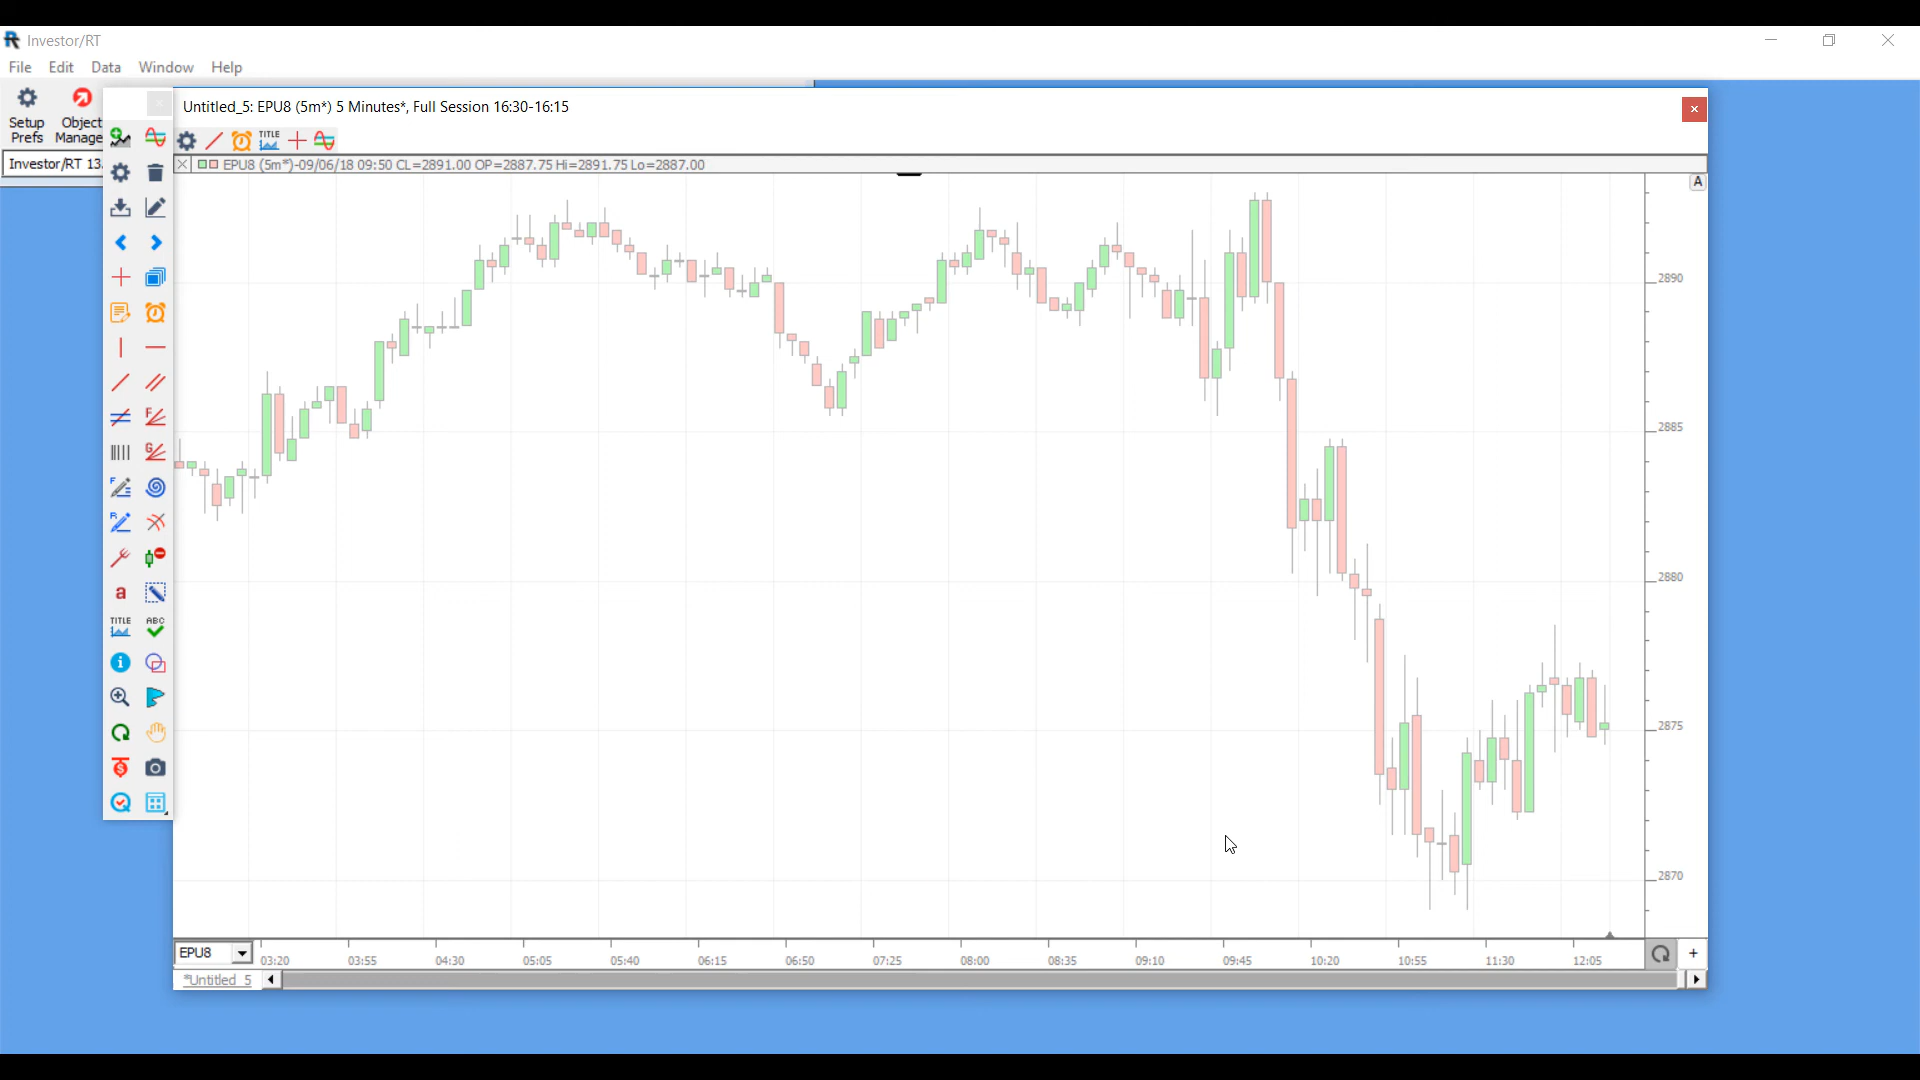 Investor/RT
File Edit Data Window Help
Setup Prefs
Object Manage
Investor/RT 13.
Untitled_5: EPU8 (5m*) 5 Minutes*, Full Session 16:30-16:15
TITLE
EPU8 (5m*)-09/06/18 09:50 CL=2891.00 OP=2887.75 Hi=2891.75 Lo=2887.00
A
2890
2885
2880
2875
2870
F
G
F
R
a
TITLE
ABC
EPU8
03:20 03:55 04:30 05:05 05:40 06:15 06:50 07:25 08:00 08:35 09:10 09:45 10:20 10:55 11:30 12:05
*Untitled_5